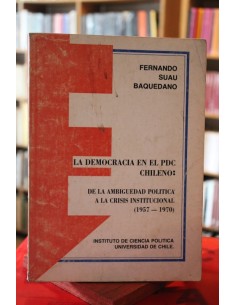 FERNANDO
SUAU
BAQUEDANO
LA DEMOCRACIA EN EL PDC
CHILENO:
DE LA AMBIGUEDAD POLITICA
A LA CRISIS INSTITUCIONAL
(1957 — 1970)
INSTITUTO DE CIENCIA POLITICA
UNIVERSIDAD DE CHILE.